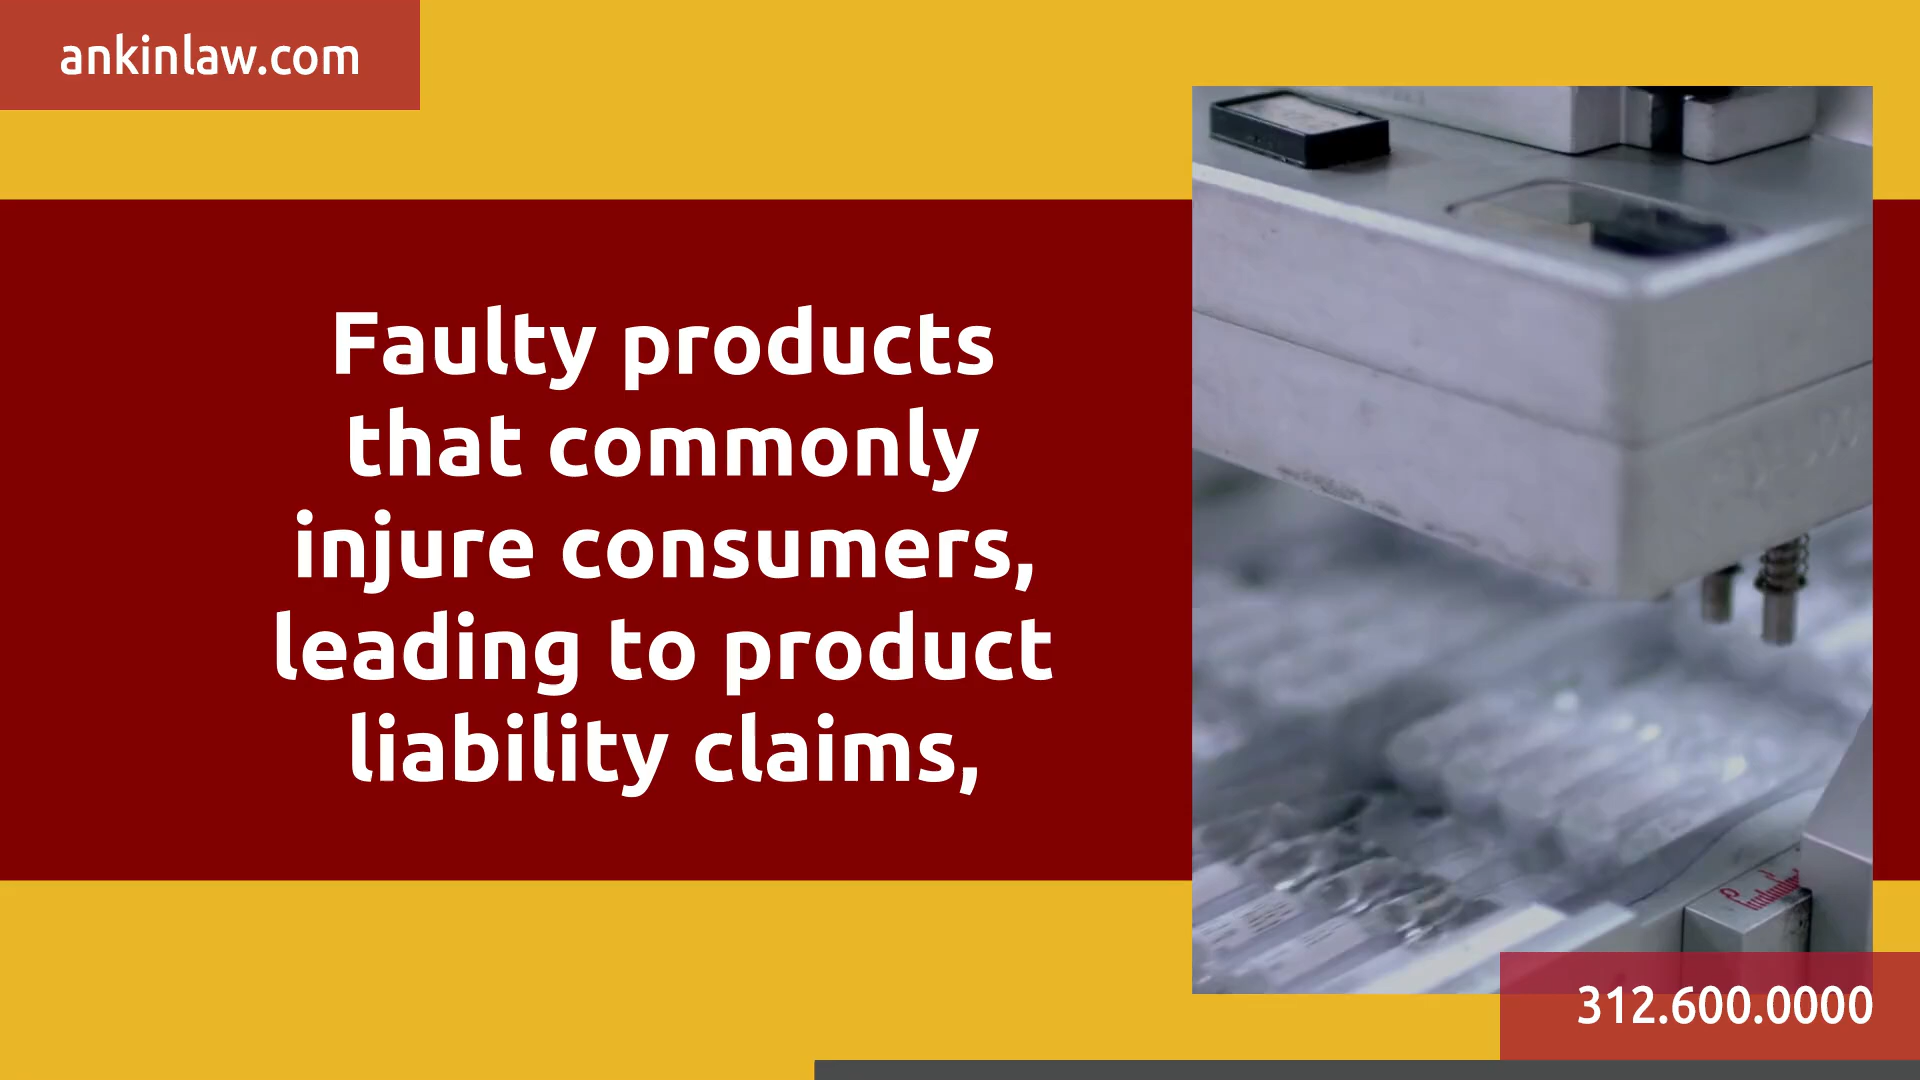 ankinlaw.com
Faulty products
that commonly
injure consumers,
leading to product
liability claims,
312.600.0000